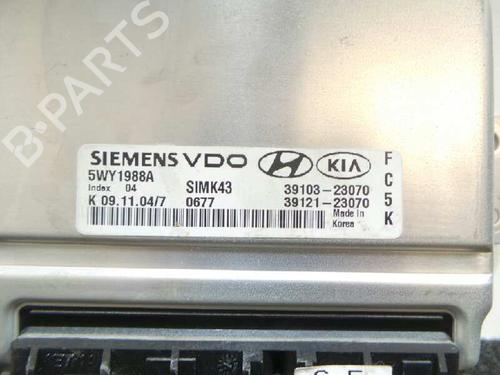 B-PARTS
SIEMENS VDO KIA
5WY1988A
Index 04 SIMK43 39103-23070
K 09.11.04/7 0677 39121-23070
Made in
Korea
F
C
5
K